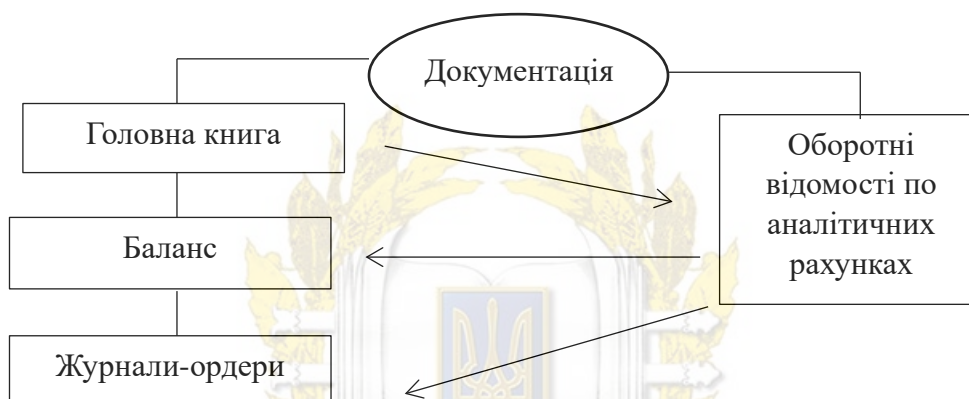 Документація
Головна книга
Оборотні
відомості по
аналітичних
рахунках
Баланс
Журнали-ордери